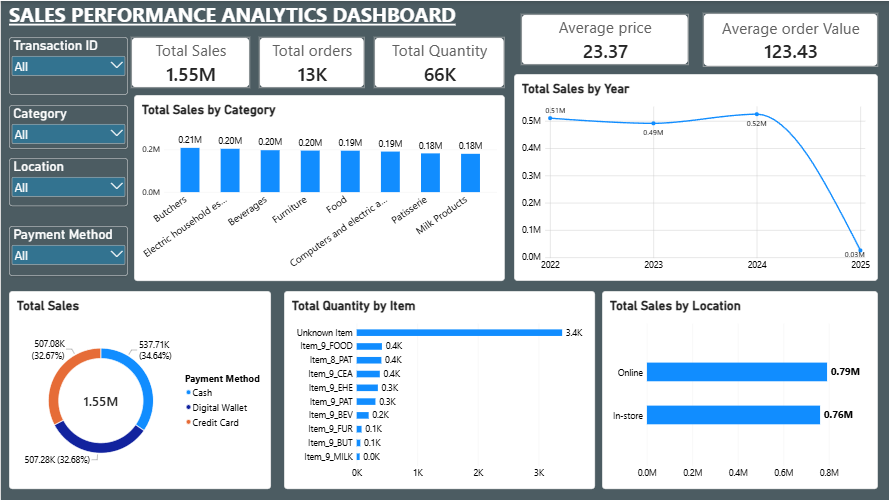 SALES PERFORMANCE ANALYTICS DASHBOARD
Transaction ID
All
Category
All
Location
All
Payment Method
All
Total Sales
1.55M
Total orders
13K
Total Quantity
66K
Average price
23.37
Average order Value
123.43
Total Sales by Category
0.2M
0.0M
0.21M
0.20M
0.20M
0.20M
0.19M
0.19M
0.18M
0.18M
Butchers
Electric household es...
Beverages
Furniture
Food
Computers and electric a...
Patisserie
Milk Products
Total Sales by Year
0.5M
0.4M
0.3M
0.2M
0.1M
0.0M
0.51M
0.49M
0.52M
0.03M
2022
2023
2024
2025
Total Sales
507.08K
(32.67%)
537.71K
(34.64%)
1.55M
507.28K (32.68%)
Payment Method
Cash
Digital Wallet
Credit Card
Total Quantity by Item
Unknown Item 3.4K
Item_9_FOOD 0.4K
Item_8_PAT 0.4K
Item_9_CEA 0.4K
Item_9_EHE 0.3K
Item_9_PAT 0.3K
Item_9_BEV 0.2K
Item_9_FUR 0.1K
Item_9_BUT 0.1K
Item_9_MILK 0.0K
0K 1K 2K 3K
Total Sales by Location
Online 0.79M
In-store 0.76M
0.0M 0.2M 0.4M 0.6M 0.8M